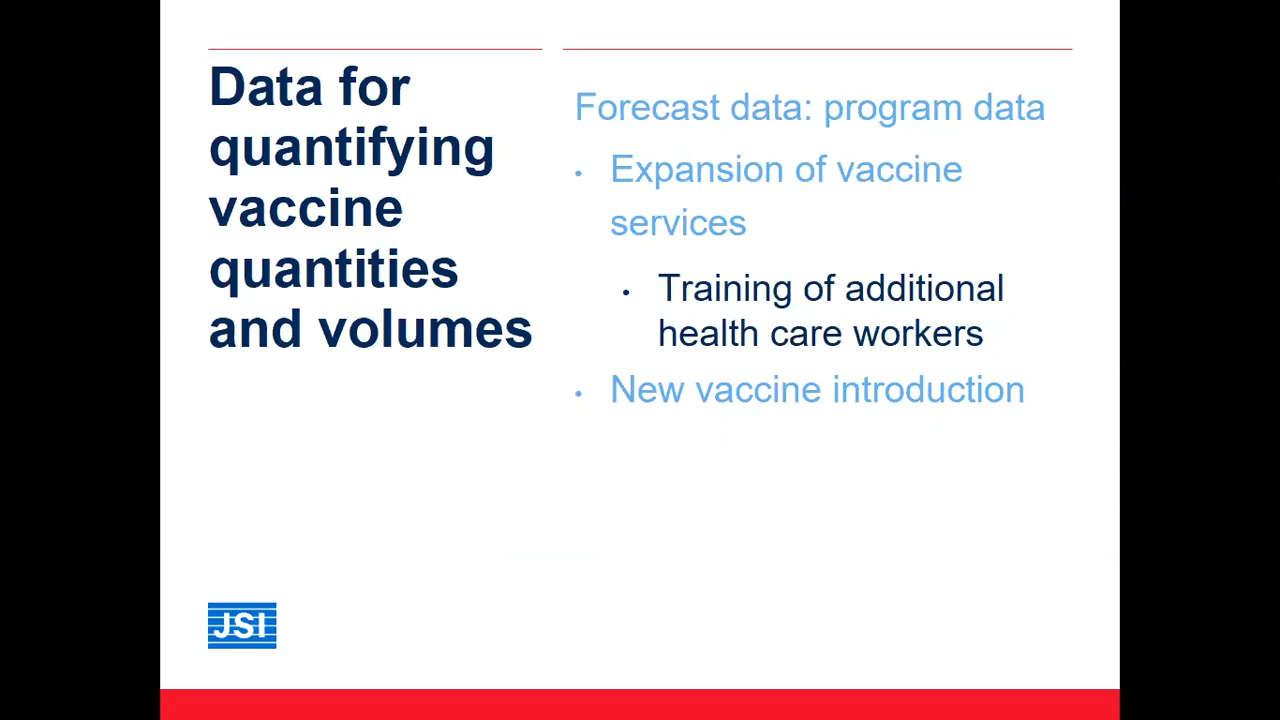 Data for
quantifying
vaccine
quantities
and volumes
Forecast data: program data
• Expansion of vaccine
services
• Training of additional
health care workers
• New vaccine introduction
JSI